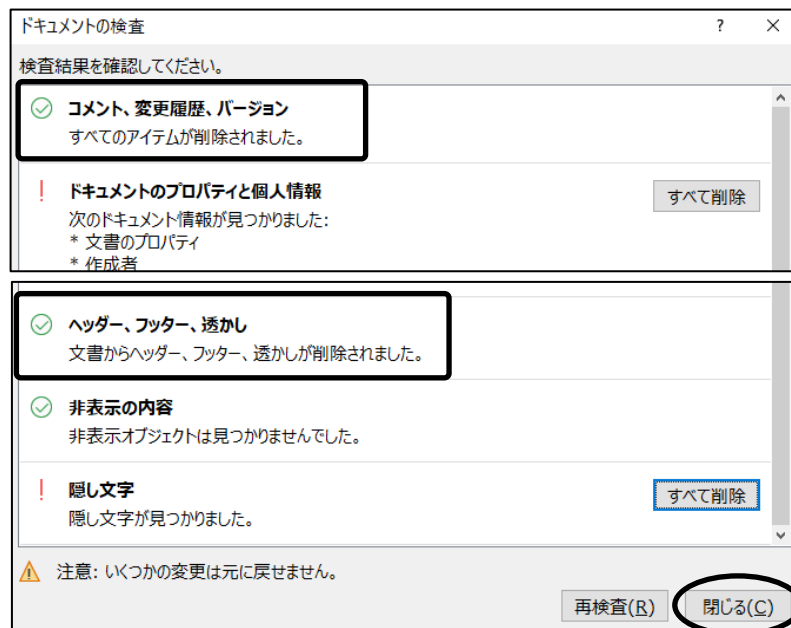 ドキュメントの検査 ? ×
検査結果を確認してください。
コメント、変更履歴、バージョン
すべてのアイテムが削除されました。
ドキュメントのプロパティと個人情報 すべて削除
次のドキュメント情報が見つかりました:
* 文書のプロパティ
* 作成者
ヘッダー、フッター、透かし
文書からヘッダー、フッター、透かしが削除されました。
非表示の内容
非表示オブジェクトは見つかりませんでした。
隠し文字 すべて削除
隠し文字が見つかりました。
注意: いくつかの変更は元に戻せません。
再検査(R) 閉じる(C)